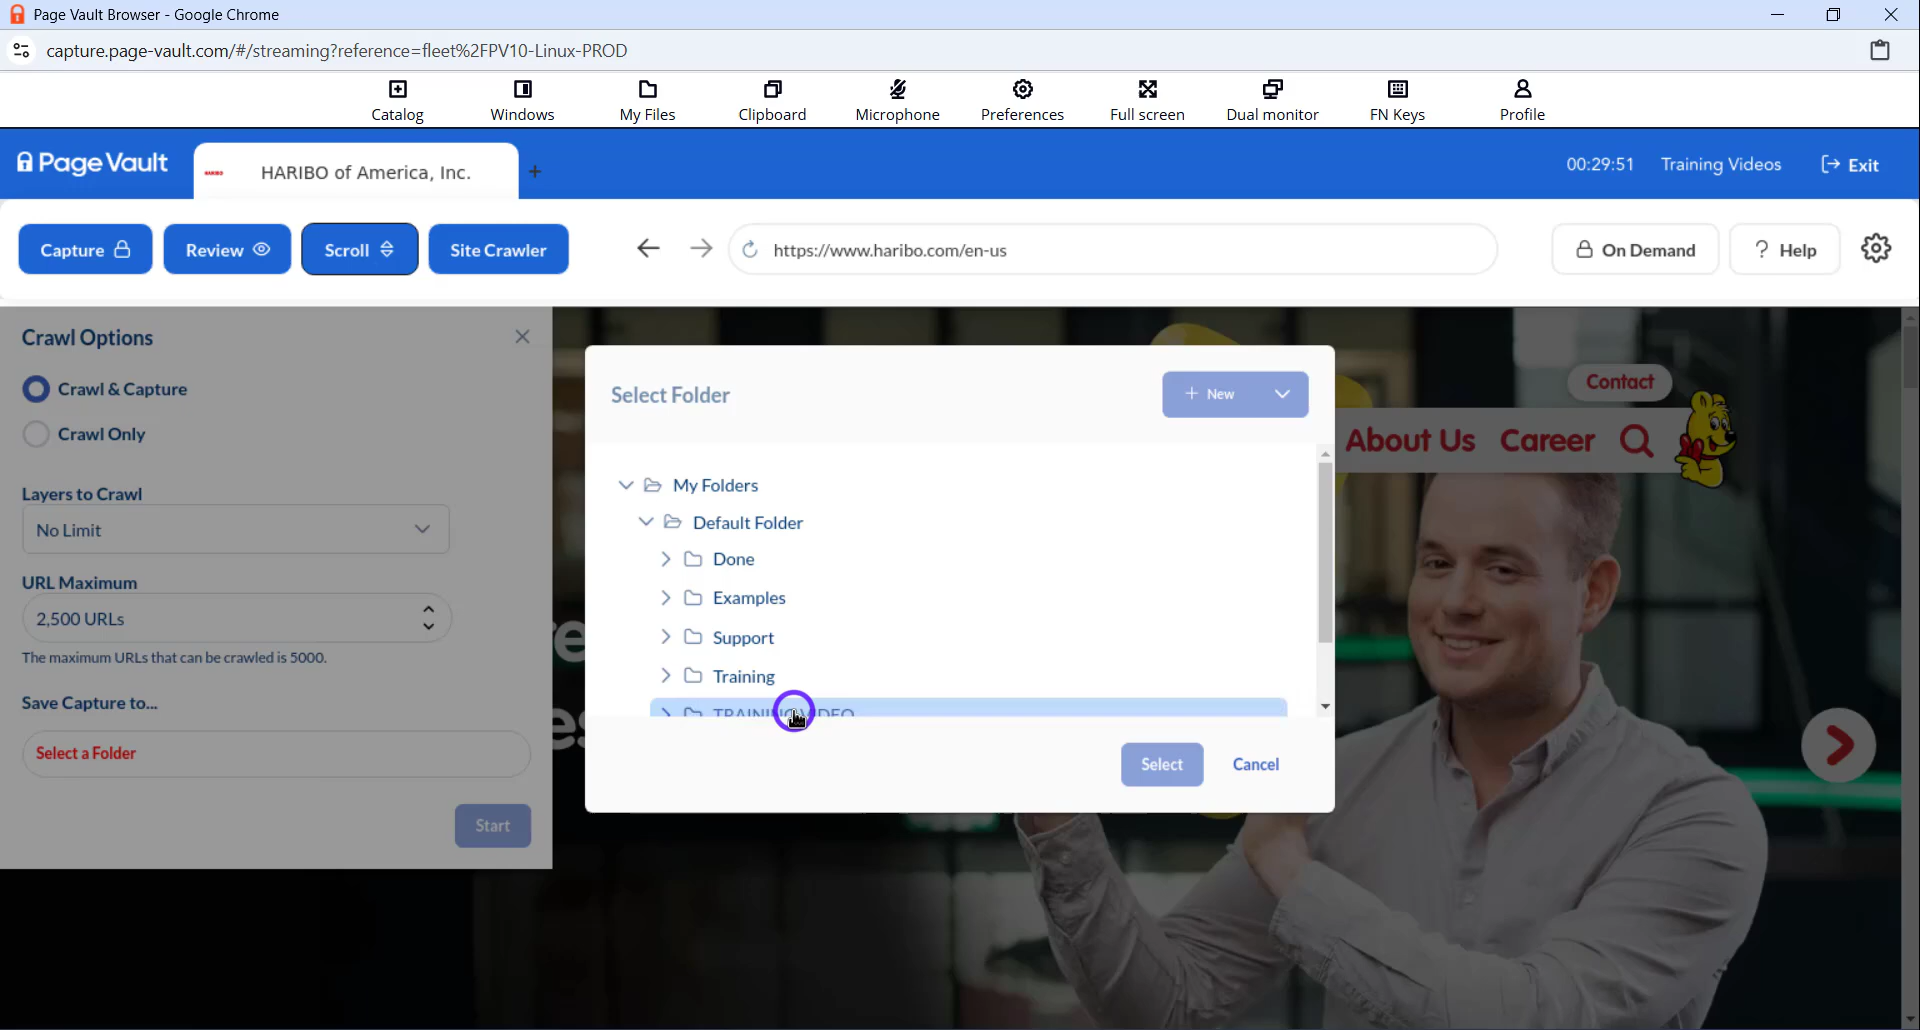 Page Vault Browser - Google Chrome
capture.page-vault.com/#/streaming?reference=fleet%2FPV10-Linux-PROD
Catalog Windows My Files Clipboard Microphone Preferences Full screen Dual monitor FN Keys Profile
Page Vault HARIBO of America, Inc. + 00:29:51 Training Videos Exit
Capture Review Scroll Site Crawler https://www.haribo.com/en-us On Demand ? Help
Crawl Options
Crawl & Capture
Crawl Only
Layers to Crawl
No Limit
URL Maximum
2,500 URLs
The maximum URLs that can be crawled is 5000.
Save Capture to...
Select a Folder
Start
Select Folder
+ New
My Folders
Default Folder
Done
Examples
Support
Training
TRAINING VIDEO
Select Cancel
Contact
About Us Career